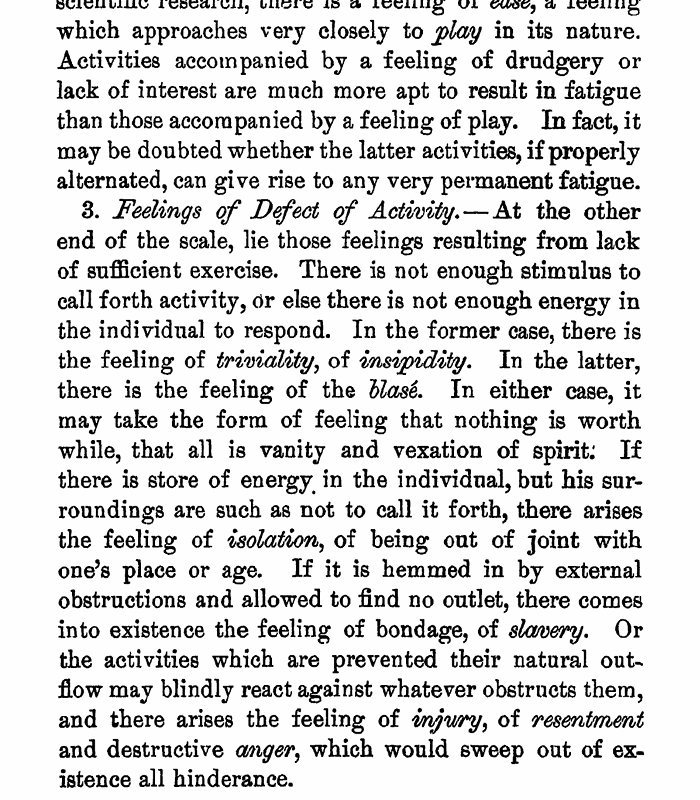 scientific research, there is a feeling of ease, a feeling
which approaches very closely to play in its nature.
Activities accompanied by a feeling of drudgery or
lack of interest are much more apt to result in fatigue
than those accompanied by a feeling of play. In fact, it
may be doubted whether the latter activities, if properly
alternated, can give rise to any very permanent fatigue.
3. Feelings of Defect of Activity.—At the other
end of the scale, lie those feelings resulting from lack
of sufficient exercise. There is not enough stimulus to
call forth activity, or else there is not enough energy in
the individual to respond. In the former case, there is
the feeling of triviality, of insipidity. In the latter,
there is the feeling of the blasé. In either case, it
may take the form of feeling that nothing is worth
while, that all is vanity and vexation of spirit. If
there is store of energy in the individual, but his sur-
roundings are such as not to call it forth, there arises
the feeling of isolation, of being out of joint with
one's place or age. If it is hemmed in by external
obstructions and allowed to find no outlet, there comes
into existence the feeling of bondage, of slavery. Or
the activities which are prevented their natural out-
flow may blindly react against whatever obstructs them,
and there arises the feeling of injury, of resentment
and destructive anger, which would sweep out of ex-
istence all hinderance.